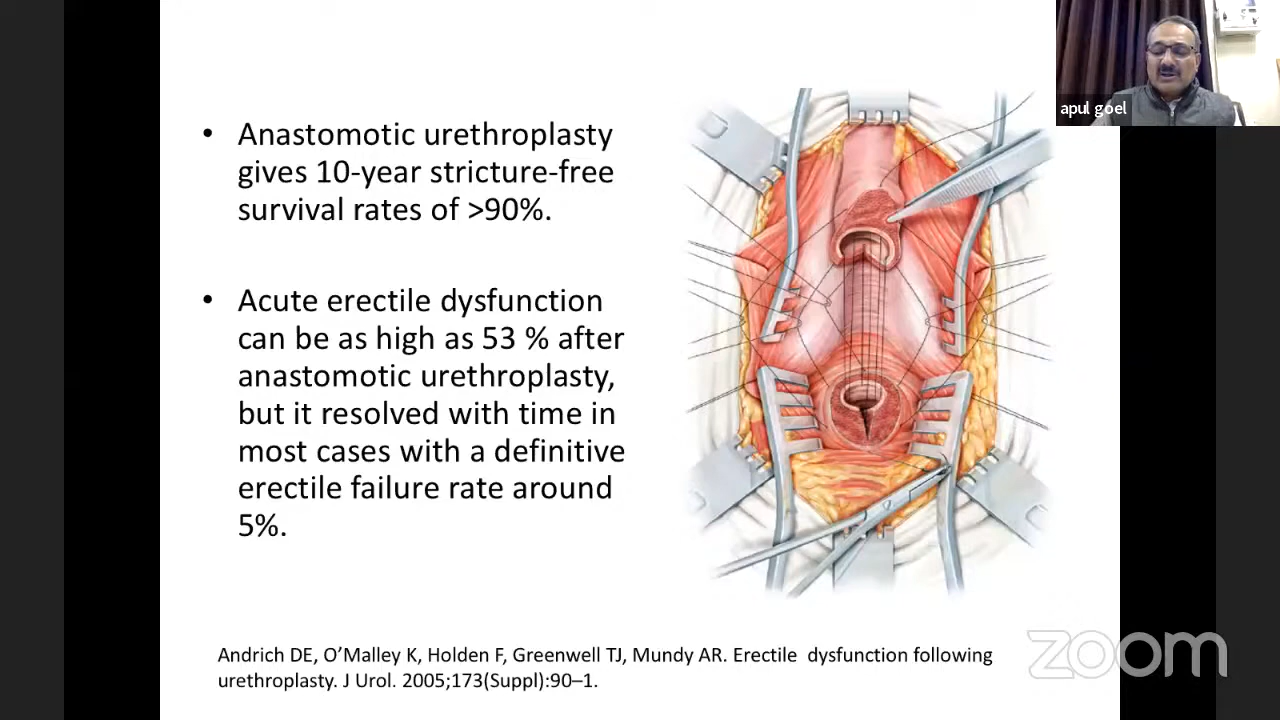 apul goel
• Anastomotic urethroplasty
gives 10-year stricture-free
survival rates of >90%.
• Acute erectile dysfunction
can be as high as 53 % after
anastomotic urethroplasty,
but it resolved with time in
most cases with a definitive
erectile failure rate around
5%.
Andrich DE, O’Malley K, Holden F, Greenwell TJ, Mundy AR. Erectile dysfunction following
urethroplasty. J Urol. 2005;173(Suppl):90–1.
zoom